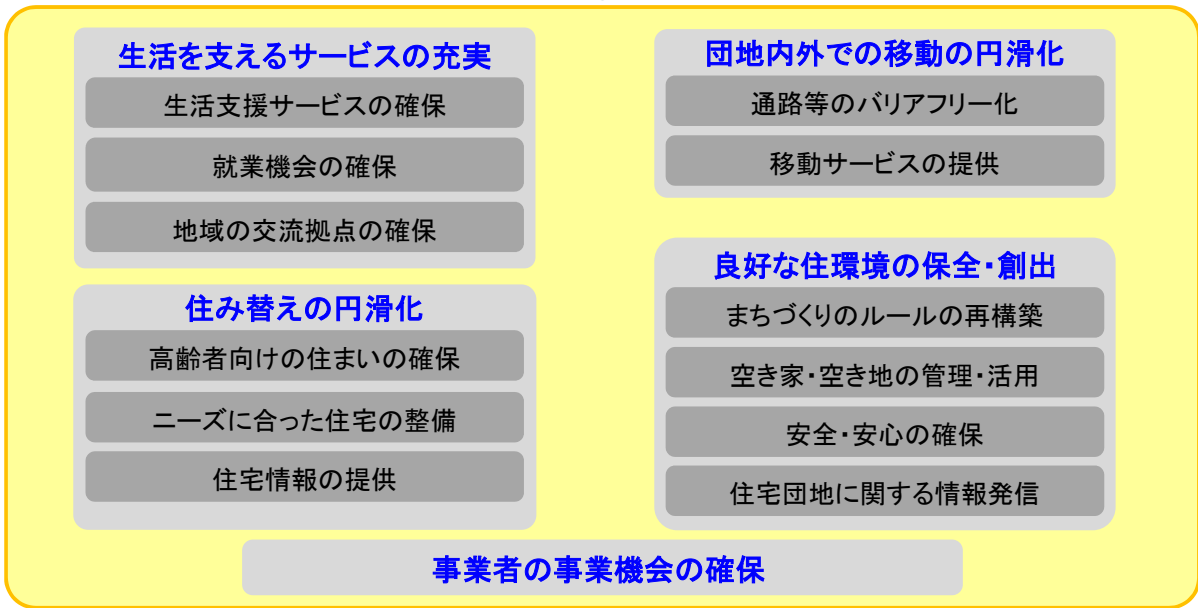 生活を支えるサービスの充実
生活支援サービスの確保
就業機会の確保
地域の交流拠点の確保
住み替えの円滑化
高齢者向けの住まいの確保
ニーズに合った住宅の整備
住宅情報の提供
団地内外での移動の円滑化
通路等のバリアフリー化
移動サービスの提供
良好な住環境の保全・創出
まちづくりのルールの再構築
空き家・空き地の管理・活用
安全・安心の確保
住宅団地に関する情報発信
事業者の事業機会の確保